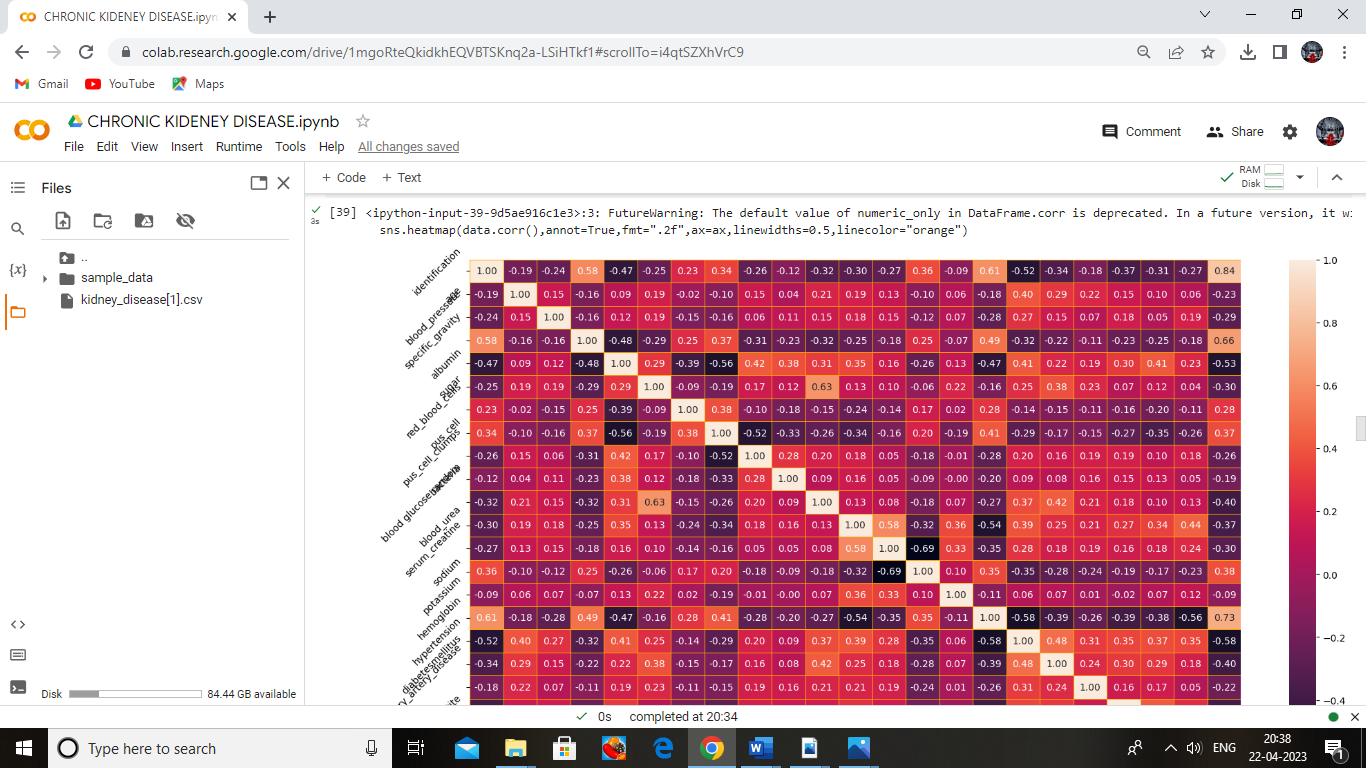 CHRONIC KIDENEY DISEASE.ipyn
colab.research.google.com/drive/1mgoRteQkidkhEQVBTSKnq2a-LSiHTkf1#scrollTo=i4qtSZXhVrC9
Gmail YouTube Maps
CHRONIC KIDENEY DISEASE.ipynb
Comment Share
File Edit View Insert Runtime Tools Help All changes saved
Files
+ Code + Text
RAM
Disk
..
sample_data
kidney_disease[1].csv
{x}
Disk 84.44 GB available
[39] <ipython-input-39-9d5ae916c1e3>:3: FutureWarning: The default value of numeric_only in DataFrame.corr is deprecated. In a future version, it wi
3s
sns.heatmap(data.corr(),annot=True,fmt=".2f",ax=ax,linewidths=0.5,linecolor="orange")
identification 1.00 -0.19 -0.24 0.58 -0.47 -0.25 0.23 0.34 -0.26 -0.12 -0.32 -0.30 -0.27 0.36 -0.09 0.61 -0.52 -0.34 -0.18 -0.37 -0.31 -0.27 0.84
age -0.19 1.00 0.15 -0.16 0.09 0.19 -0.02 -0.10 0.15 0.04 0.21 0.19 0.13 -0.10 0.06 -0.18 0.40 0.29 0.22 0.15 0.10 0.06 -0.23
blood_pressure -0.24 0.15 1.00 -0.16 0.12 0.19 -0.15 -0.16 0.06 0.11 0.15 0.18 0.15 -0.12 0.07 -0.28 0.27 0.15 0.07 0.18 0.05 0.19 -0.29
specific_gravity 0.58 -0.16 -0.16 1.00 -0.48 -0.29 0.25 0.37 -0.31 -0.23 -0.32 -0.25 -0.18 0.25 -0.07 0.49 -0.32 -0.22 -0.11 -0.23 -0.25 -0.18 0.66
albumin -0.47 0.09 0.12 -0.48 1.00 0.29 -0.39 -0.56 0.42 0.38 0.31 0.35 0.16 -0.26 0.13 -0.47 0.41 0.22 0.19 0.30 0.41 0.23 -0.53
sugar -0.25 0.19 0.19 -0.29 0.29 1.00 -0.09 -0.19 0.17 0.12 0.63 0.13 0.10 -0.06 0.22 -0.16 0.25 0.38 0.23 0.07 0.12 0.04 -0.30
red_blood_cells 0.23 -0.02 -0.15 0.25 -0.39 -0.09 1.00 0.38 -0.10 -0.18 -0.15 -0.24 -0.14 0.17 0.02 0.28 -0.14 -0.15 -0.11 -0.16 -0.20 -0.11 0.28
pus_cell 0.34 -0.10 -0.16 0.37 -0.56 -0.19 0.38 1.00 -0.52 -0.33 -0.26 -0.34 -0.16 0.20 -0.19 0.41 -0.29 -0.17 -0.15 -0.27 -0.35 -0.26 0.37
pus_cell_clumps -0.26 0.15 0.06 -0.31 0.42 0.17 -0.10 -0.52 1.00 0.28 0.20 0.18 0.05 -0.18 -0.01 -0.28 0.20 0.16 0.19 0.19 0.10 0.18 -0.26
-0.12 0.04 0.11 -0.23 0.38 0.12 -0.18 -0.33 0.28 1.00 0.09 0.16 0.05 -0.09 -0.00 -0.20 0.09 0.08 0.16 0.15 0.13 0.05 -0.19
-0.32 0.21 0.15 -0.32 0.31 0.63 -0.15 -0.26 0.20 0.09 1.00 0.13 0.08 -0.18 0.07 -0.27 0.37 0.42 0.21 0.18 0.10 0.13 -0.40
blood_urea -0.30 0.19 0.18 -0.25 0.35 0.13 -0.24 -0.34 0.18 0.16 0.13 1.00 0.58 -0.32 0.36 -0.54 0.39 0.25 0.21 0.27 0.34 0.44 -0.37
-0.27 0.13 0.15 -0.18 0.16 0.10 -0.14 -0.16 0.05 0.05 0.08 0.58 1.00 -0.69 0.33 -0.35 0.28 0.18 0.19 0.16 0.18 0.24 -0.30
sodium 0.36 -0.10 -0.12 0.25 -0.26 -0.06 0.17 0.20 -0.18 -0.09 -0.18 -0.32 -0.69 1.00 0.10 0.35 -0.35 -0.28 -0.24 -0.19 -0.17 -0.23 0.38
potassium -0.09 0.06 0.07 -0.07 0.13 0.22 0.02 -0.19 -0.01 -0.00 0.07 0.36 0.33 0.10 1.00 -0.11 0.06 0.07 0.01 -0.02 0.07 0.12 -0.09
hemoglobin 0.61 -0.18 -0.28 0.49 -0.47 -0.16 0.28 0.41 -0.28 -0.20 -0.27 -0.54 -0.35 0.35 -0.11 1.00 -0.58 -0.39 -0.26 -0.39 -0.38 -0.56 0.73
hypertension -0.52 0.40 0.27 -0.32 0.41 0.25 -0.14 -0.29 0.20 0.09 0.37 0.39 0.28 -0.35 0.06 -0.58 1.00 0.48 0.31 0.35 0.37 0.35 -0.58
diabetesmellitus -0.34 0.29 0.15 -0.22 0.22 0.38 -0.15 -0.17 0.16 0.08 0.42 0.25 0.18 -0.28 0.07 -0.39 0.48 1.00 0.24 0.30 0.29 0.18 -0.40
ry_artery_disease -0.18 0.22 0.07 -0.11 0.19 0.23 -0.11 -0.15 0.19 0.16 0.21 0.21 0.19 -0.24 0.01 -0.26 0.31 0.24 1.00 0.16 0.17 0.05 -0.22
1.0
0.8
0.6
0.4
0.2
0.0
−0.2
−0.4
0s completed at 20:34
Type here to search
ENG
20:38
22-04-2023
1